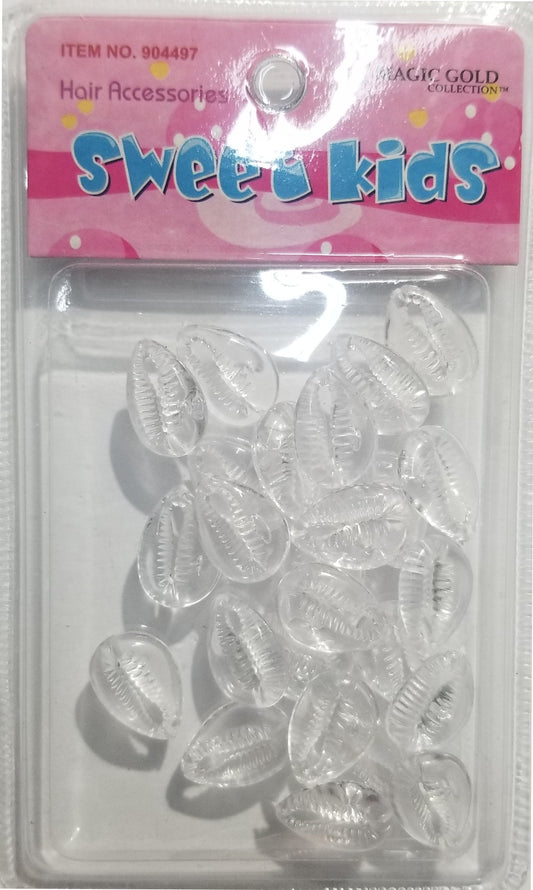 ITEM NO. 904497
Hair Accessories
MAGIC GOLD
COLLECTION™
sweet kids